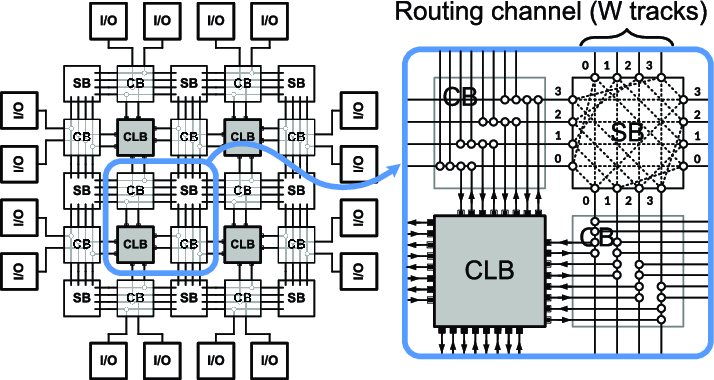 Routing channel (W tracks)
I/O I/O I/O I/O
SB CB SB CB SB
I/O CB CLB CB CLB CB I/O
I/O I/O
SB CB SB CB SB
I/O CB CLB CB CLB CB I/O
I/O I/O
SB CB SB CB SB
I/O I/O I/O I/O
0 1 2 3
CB
3 3
2 SB 2
1 1
0 0
0 1 2 3
CB
CLB